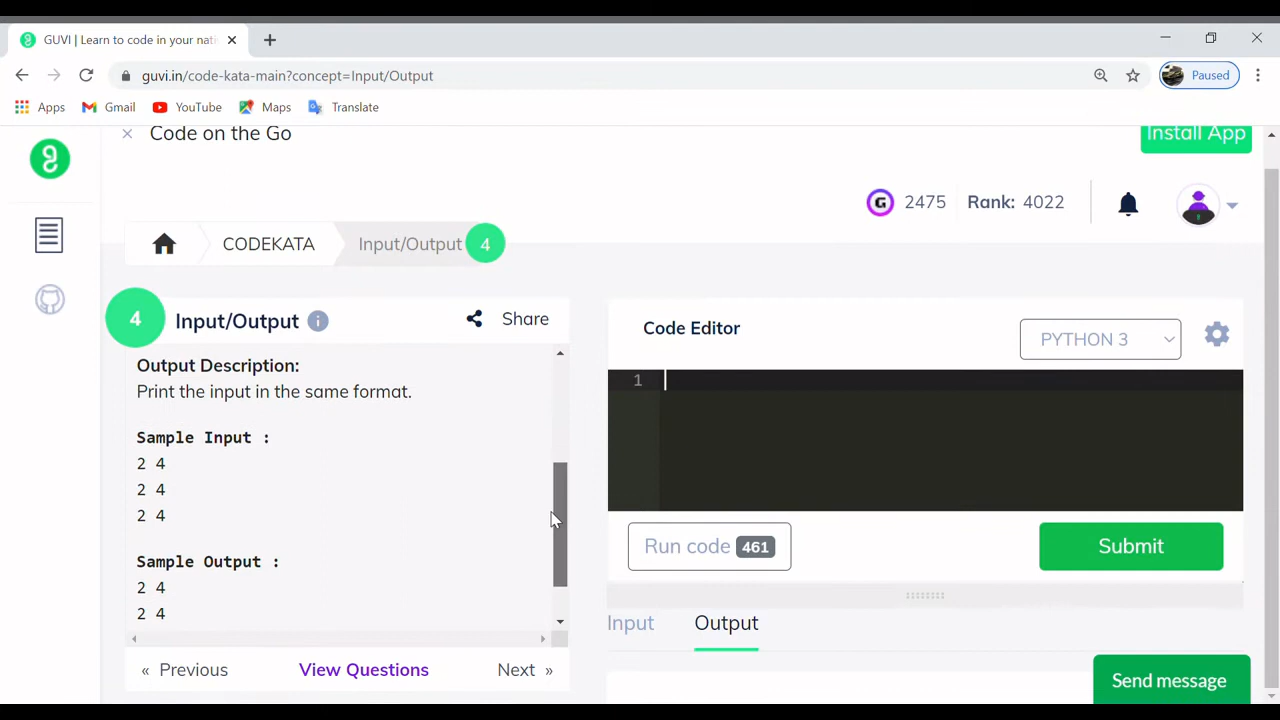 GUVI | Learn to code in your nati
guvi.in/code-kata-main?concept=Input/Output
Paused
Apps
Gmail
YouTube
Maps
Translate
Code on the Go
Install App
2475
Rank: 4022
CODEKATA
Input/Output
4
4
Input/Output
Share
Output Description:
Print the input in the same format.
Sample Input :
2 4
2 4
2 4
Sample Output :
2 4
2 4
« Previous
View Questions
Next »
Code Editor
PYTHON 3
1
Run code 461
Submit
Input
Output
Send message